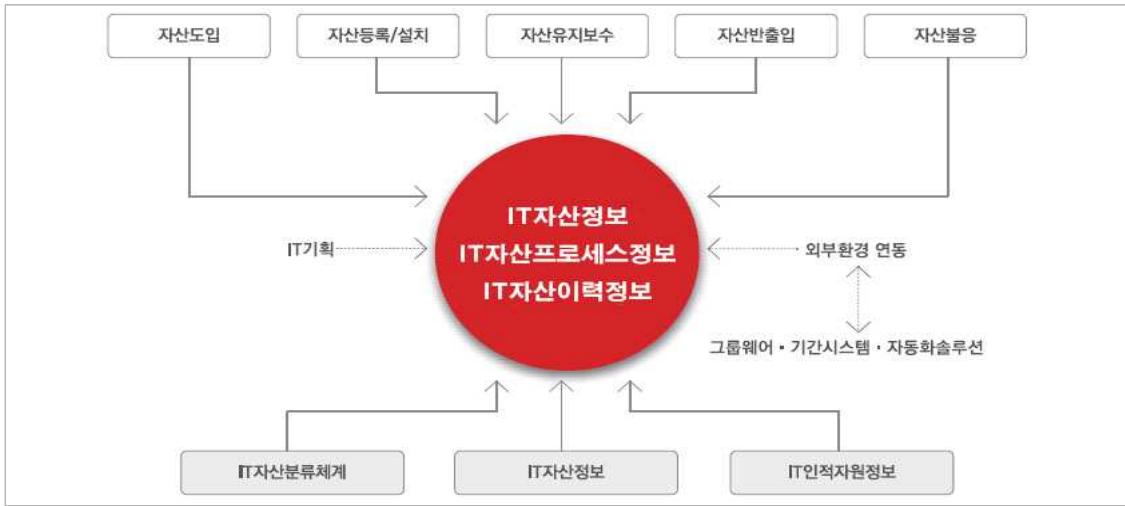 자산도입
자산등록/설치
자산유지보수
자산반출입
자산불용
IT자산정보
IT자산프로세스정보
IT자산이력정보
IT기획
외부환경 연동
그룹웨어 · 기간시스템 · 자동화솔루션
IT자산분류체계
IT자산정보
IT인적자원정보